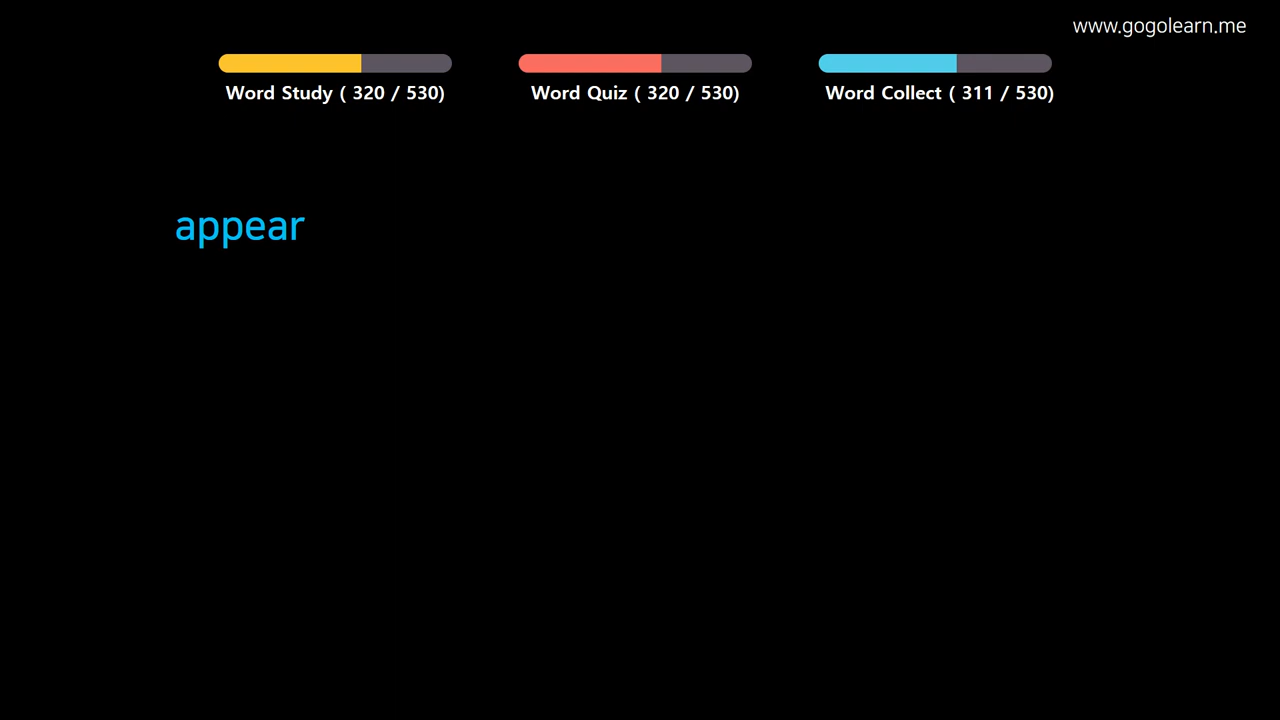 www.gogolearn.me
Word Study ( 320 / 530)
Word Quiz ( 320 / 530)
Word Collect ( 311 / 530)
appear